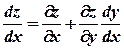 dz/dx = ∂z/∂x + ∂z/∂y dy/dx